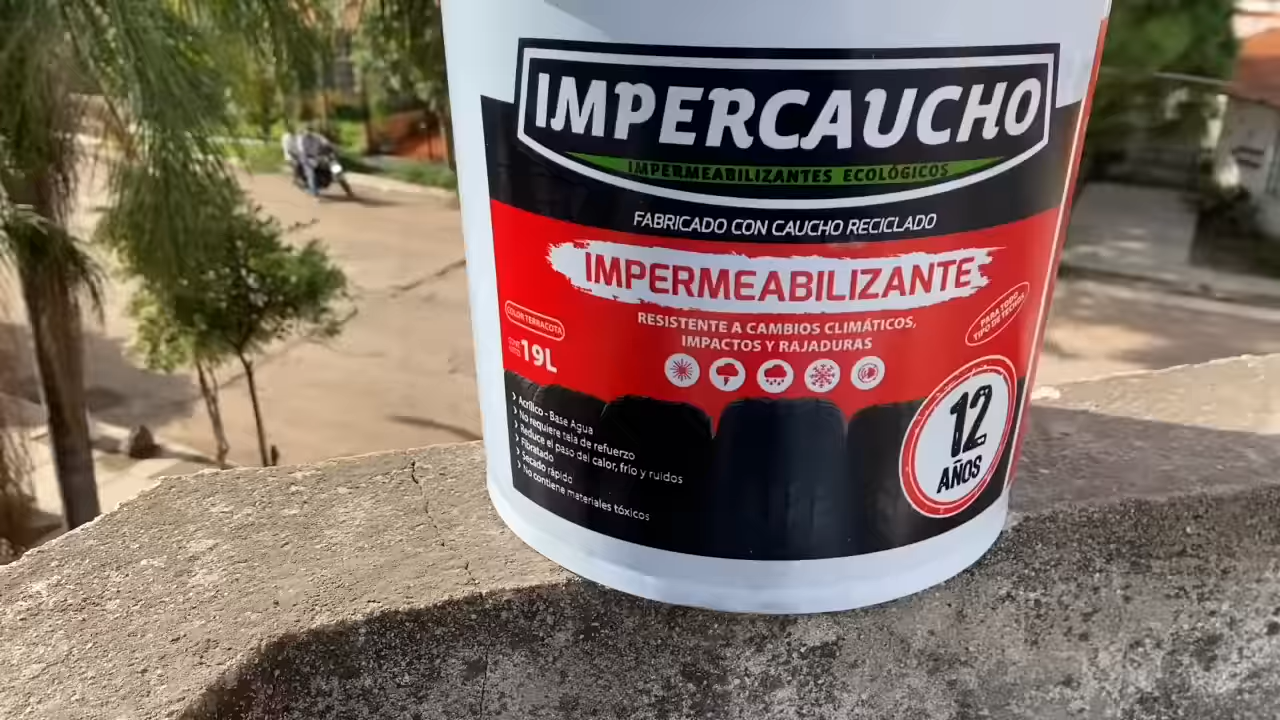 IMPERCAUCHO
IMPERMEABILIZANTES ECOLÓGICOS
FABRICADO CON CAUCHO RECICLADO
IMPERMEABILIZANTE
RESISTENTE A CAMBIOS CLIMÁTICOS,
IMPACTOS Y RAJADURAS
COLOR TERRACOTA
19L
PARA TODO
TIPO DE TECHOS
› Acrílico - Base Agua
› No requiere tela de refuerzo
› Reduce el paso del calor, frío y ruidos
› Fibratado
› Secado rápido
› No contiene materiales tóxicos
12
AÑOS